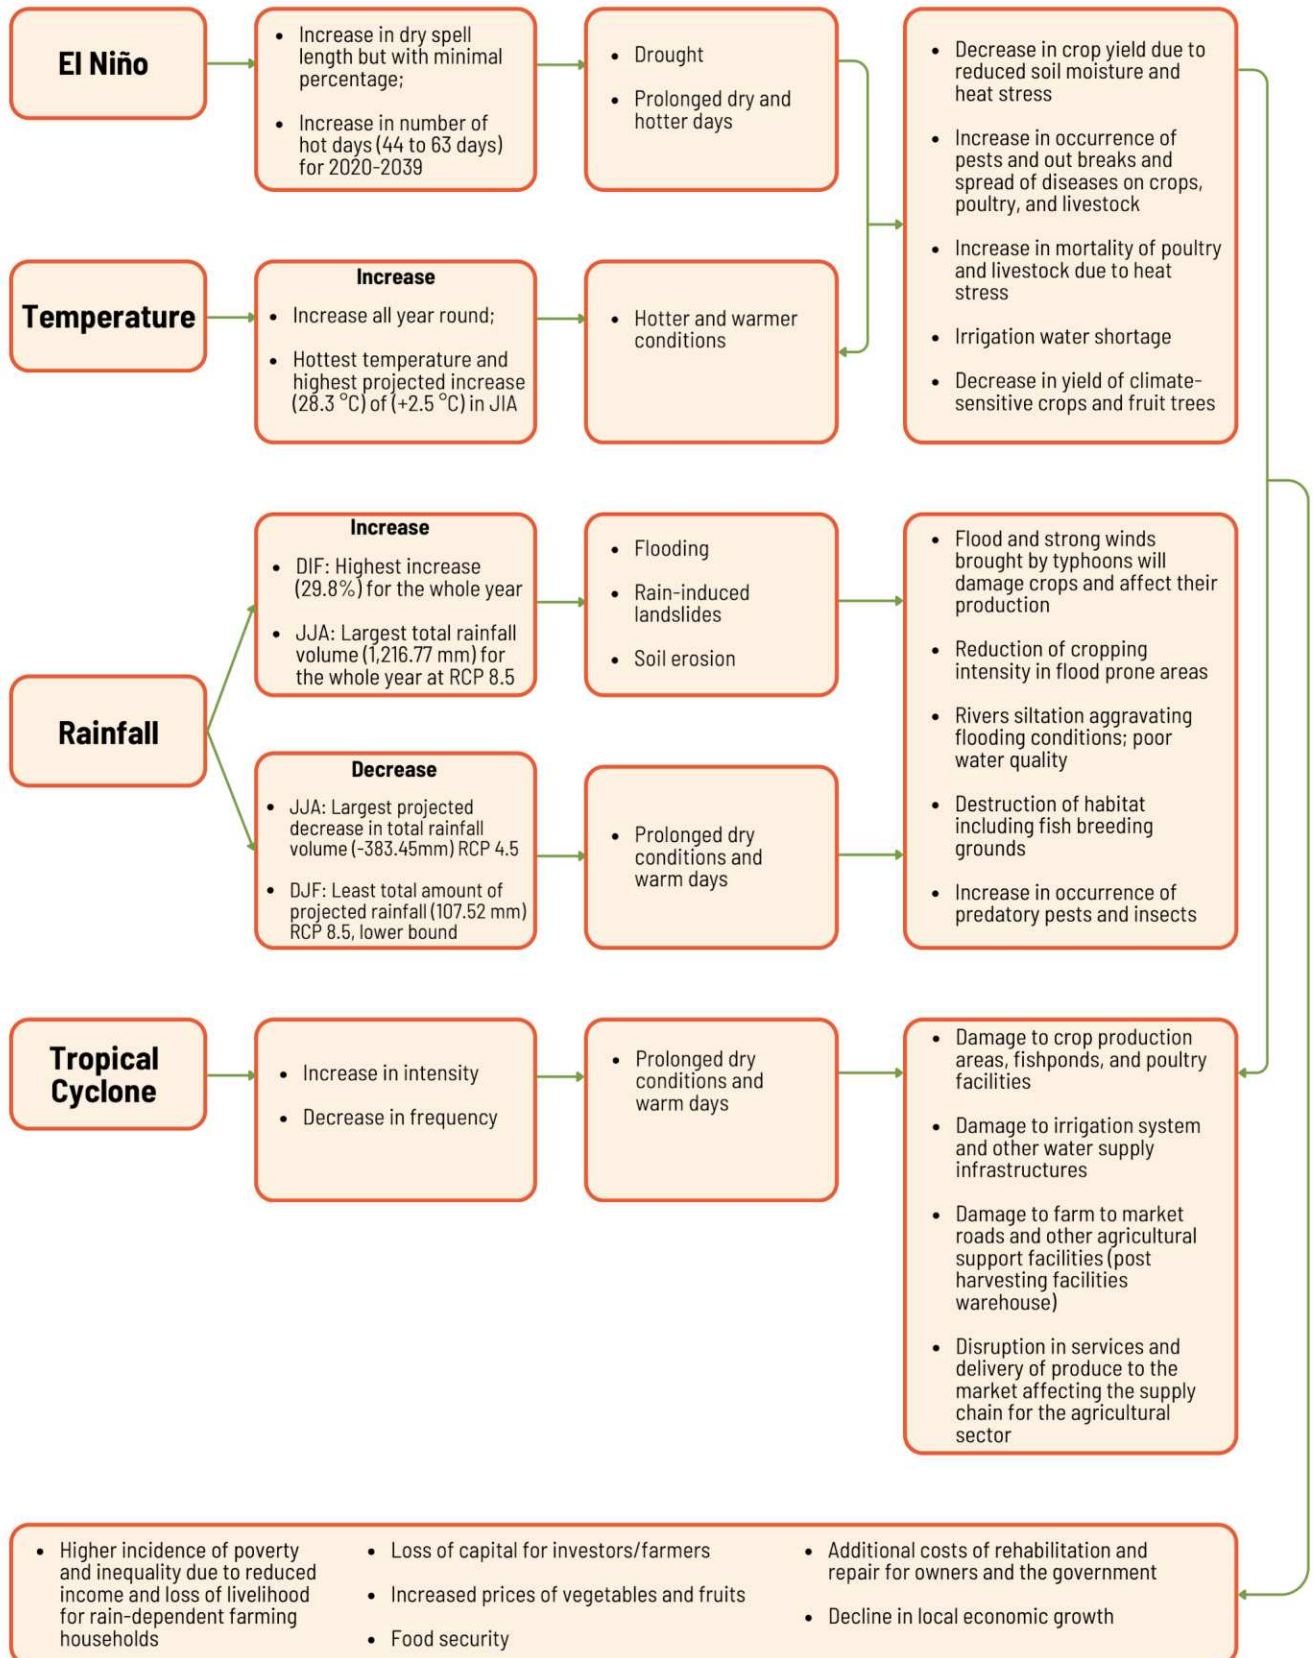 El Niño
• Increase in dry spell
length but with minimal
percentage;
• Increase in number of
hot days (44 to 63 days)
for 2020-2039
• Drought
• Prolonged dry and
hotter days
• Decrease in crop yield due to
reduced soil moisture and
heat stress
• Increase in occurrence of
pests and out breaks and
spread of diseases on crops,
poultry, and livestock
• Increase in mortality of poultry
and livestock due to heat
stress
• Irrigation water shortage
• Decrease in yield of climate-
sensitive crops and fruit trees
Temperature
Increase
• Increase all year round;
• Hottest temperature and
highest projected increase
(28.3 °C) of (+2.5 °C) in JIA
• Hotter and warmer
conditions
Rainfall
Increase
• DIF: Highest increase
(29.8%) for the whole year
• JJA: Largest total rainfall
volume (1,216.77 mm) for
the whole year at RCP 8.5
• Flooding
• Rain-induced
landslides
• Soil erosion
• Flood and strong winds
brought by typhoons will
damage crops and affect their
production
• Reduction of cropping
intensity in flood prone areas
• Rivers siltation aggravating
flooding conditions; poor
water quality
• Destruction of habitat
including fish breeding
grounds
• Increase in occurrence of
predatory pests and insects
Decrease
• JJA: Largest projected
decrease in total rainfall
volume (-383.45mm) RCP 4.5
• DJF: Least total amount of
projected rainfall (107.52 mm)
RCP 8.5, lower bound
• Prolonged dry
conditions and
warm days
Tropical
Cyclone
• Increase in intensity
• Decrease in frequency
• Prolonged dry
conditions and
warm days
• Damage to crop production
areas, fishponds, and poultry
facilities
• Damage to irrigation system
and other water supply
infrastructures
• Damage to farm to market
roads and other agricultural
support facilities (post
harvesting facilities
warehouse)
• Disruption in services and
delivery of produce to the
market affecting the supply
chain for the agricultural
sector
• Higher incidence of poverty
and inequality due to reduced
income and loss of livelihood
for rain-dependent farming
households
• Loss of capital for investors/farmers
• Increased prices of vegetables and fruits
• Food security
• Additional costs of rehabilitation and
repair for owners and the government
• Decline in local economic growth